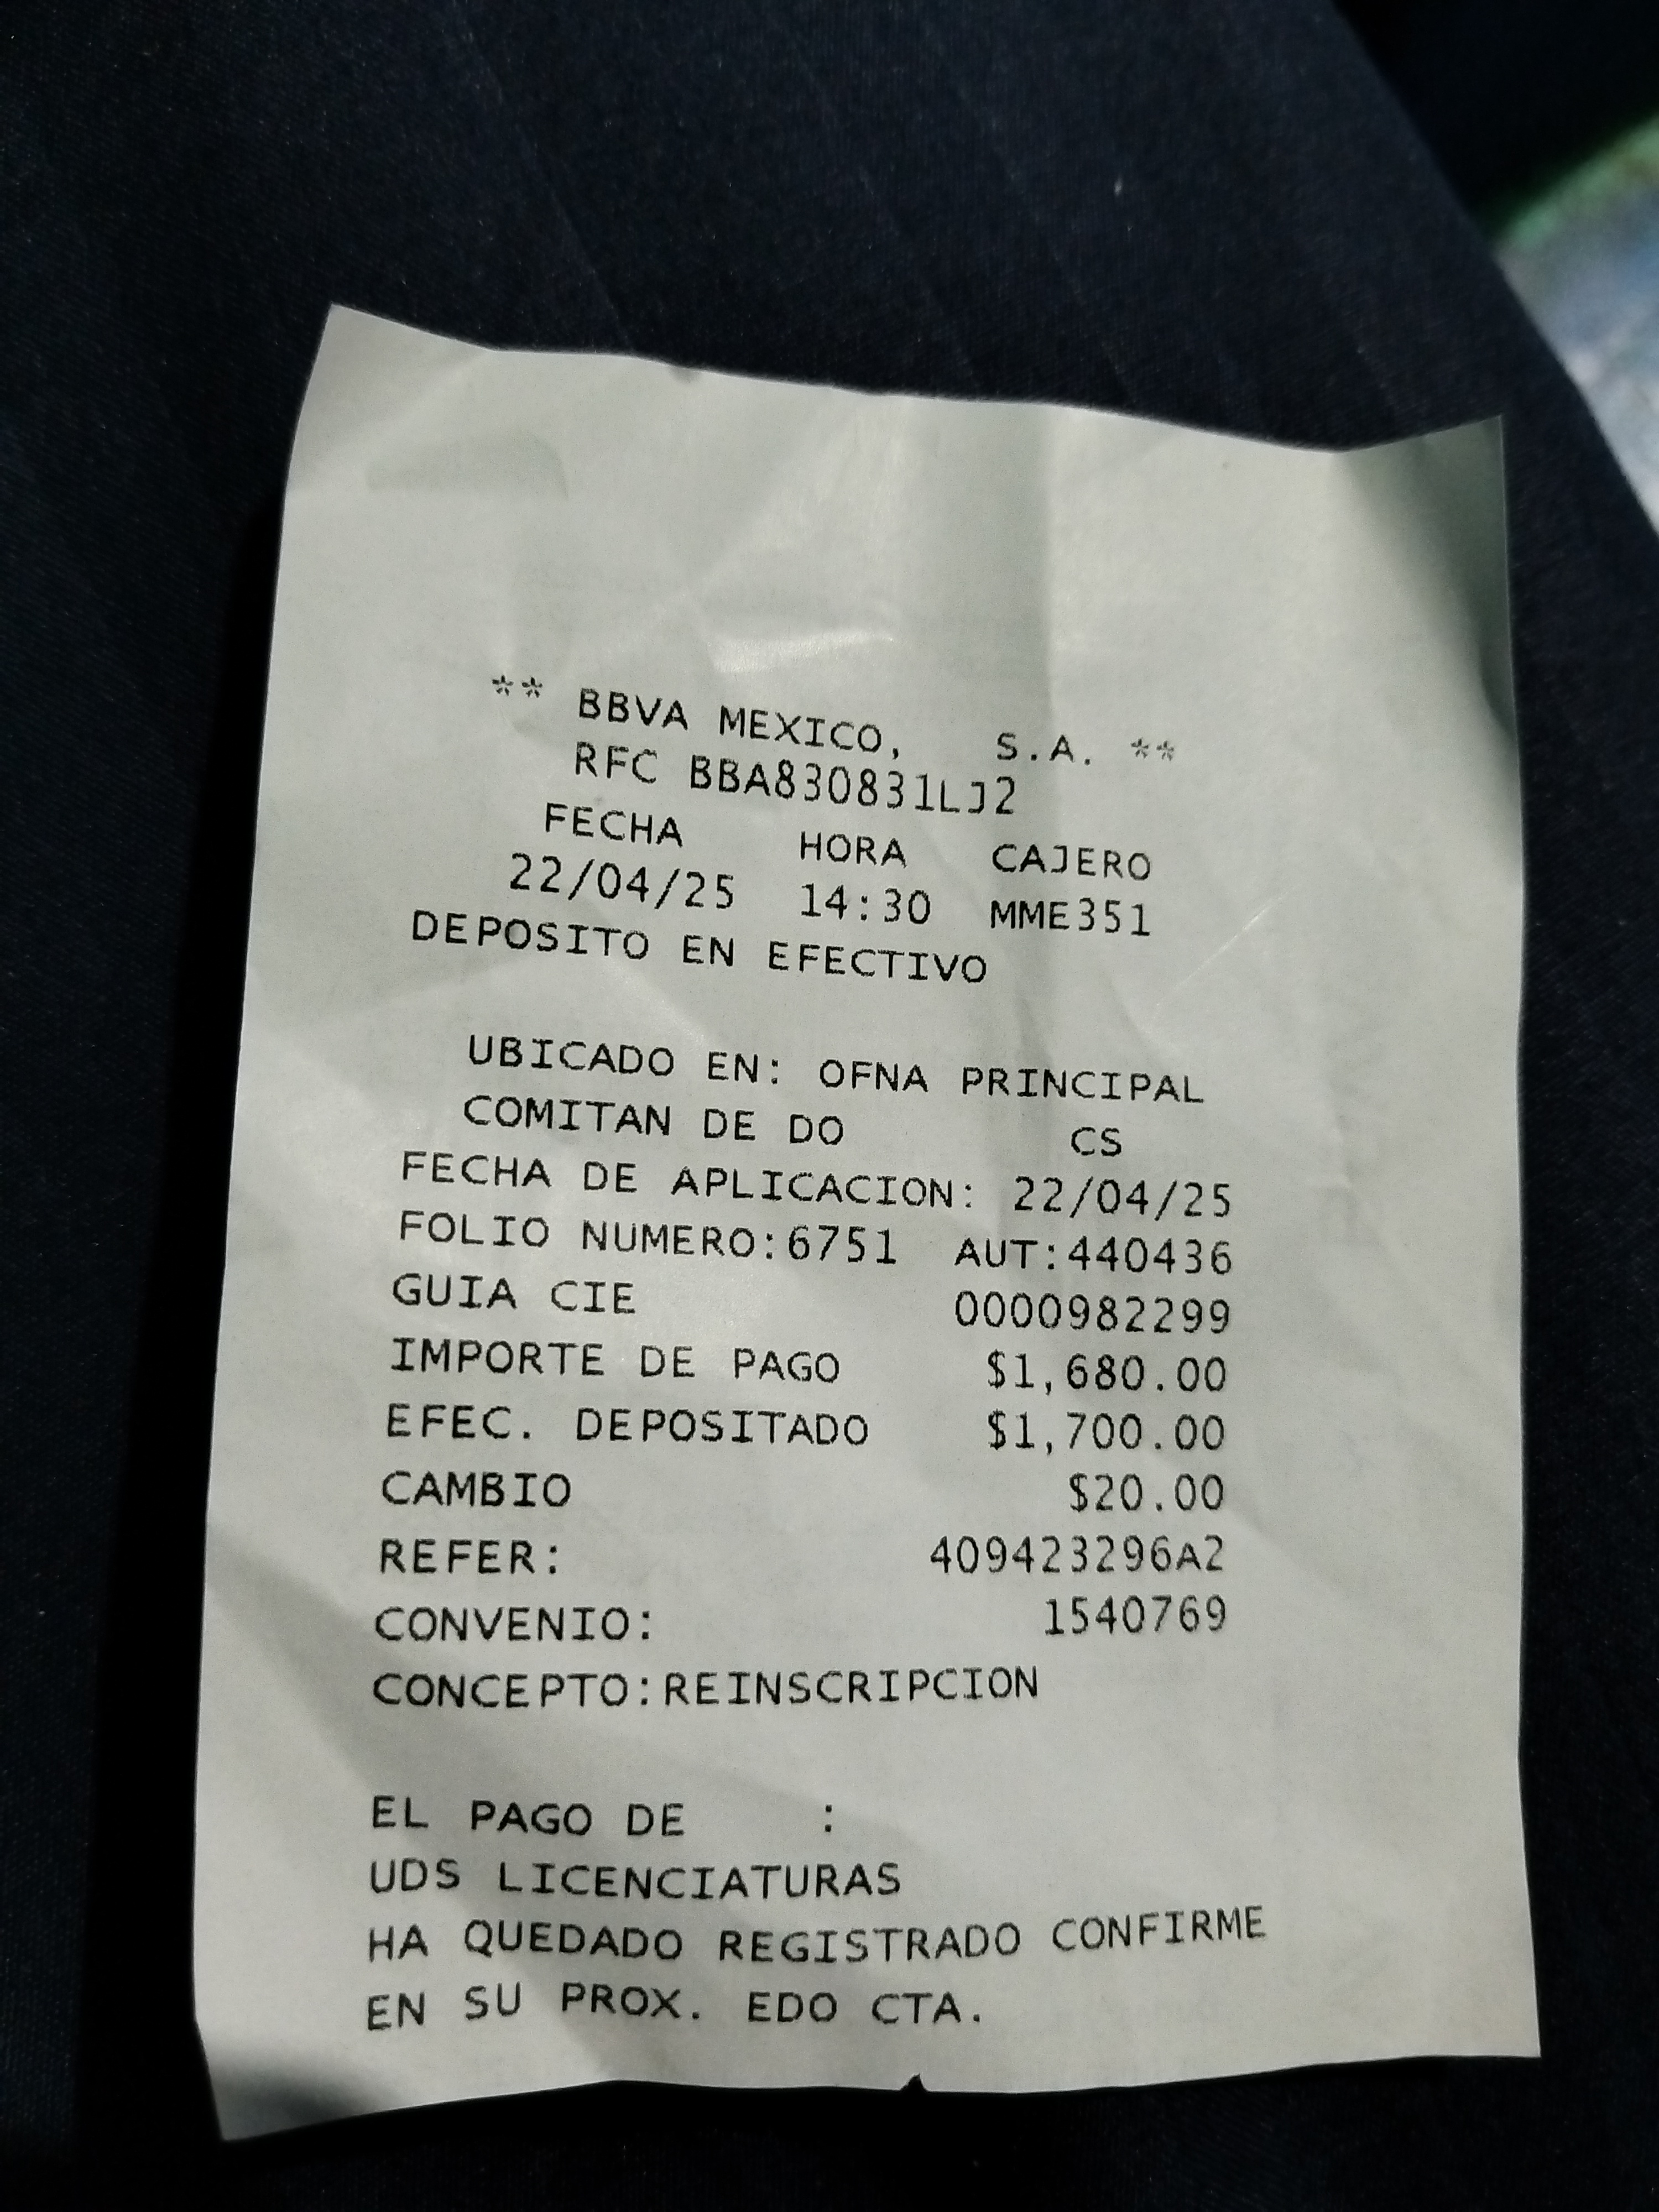 ** BBVA MEXICO, S.A. **
RFC BBA830831LJ2
FECHA HORA CAJERO
22/04/25 14:30 MME351
DEPOSITO EN EFECTIVO
UBICADO EN: OFNA PRINCIPAL
COMITAN DE DO CS
FECHA DE APLICACION: 22/04/25
FOLIO NUMERO:6751 AUT:440436
GUIA CIE 0000982299
IMPORTE DE PAGO $1,680.00
EFEC. DEPOSITADO $1,700.00
CAMBIO $20.00
REFER: 409423296A2
CONVENIO: 1540769
CONCEPTO:REINSCRIPCION
EL PAGO DE :
UDS LICENCIATURAS
HA QUEDADO REGISTRADO CONFIRME
EN SU PROX. EDO CTA.